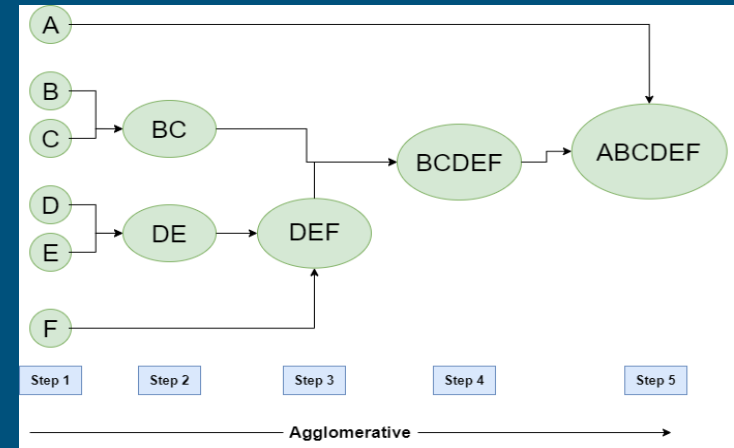 A
B
C
BC
BCDEF
ABCDEF
D
E
DE
DEF
F
Step 1
Step 2
Step 3
Step 4
Step 5
Agglomerative